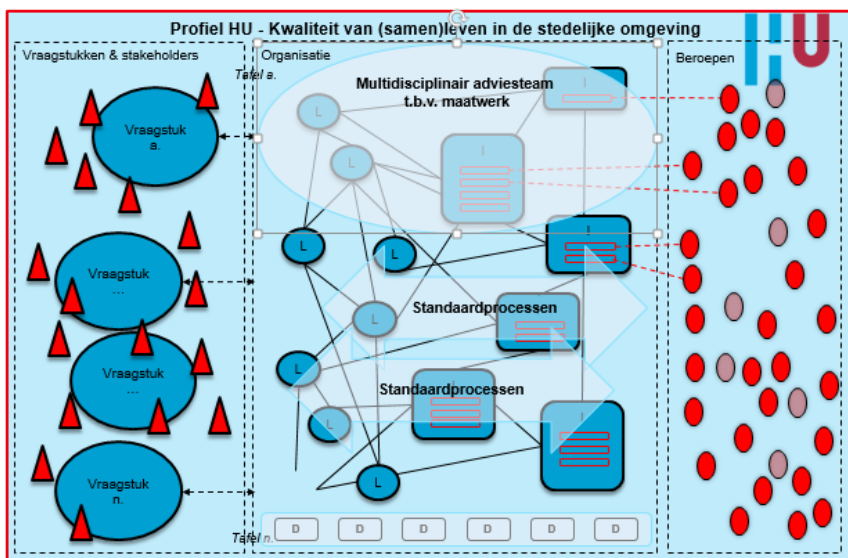 Profiel HU - Kwaliteit van (samen)leven in de stedelijke omgeving
HU
Vraagstukken & stakeholders
Organisatie
Beroepen
Tafel a.
Multidisciplinair adviesteam
t.b.v. maatwerk
I
L
Vraagstuk
a.
I
L
L
L
I
Vraagstuk
...
L
Standaardprocessen
Vraagstuk
...
L
Standaardprocessen
I
L
I
Vraagstuk
n.
L
Tafel n.
D D D D D D